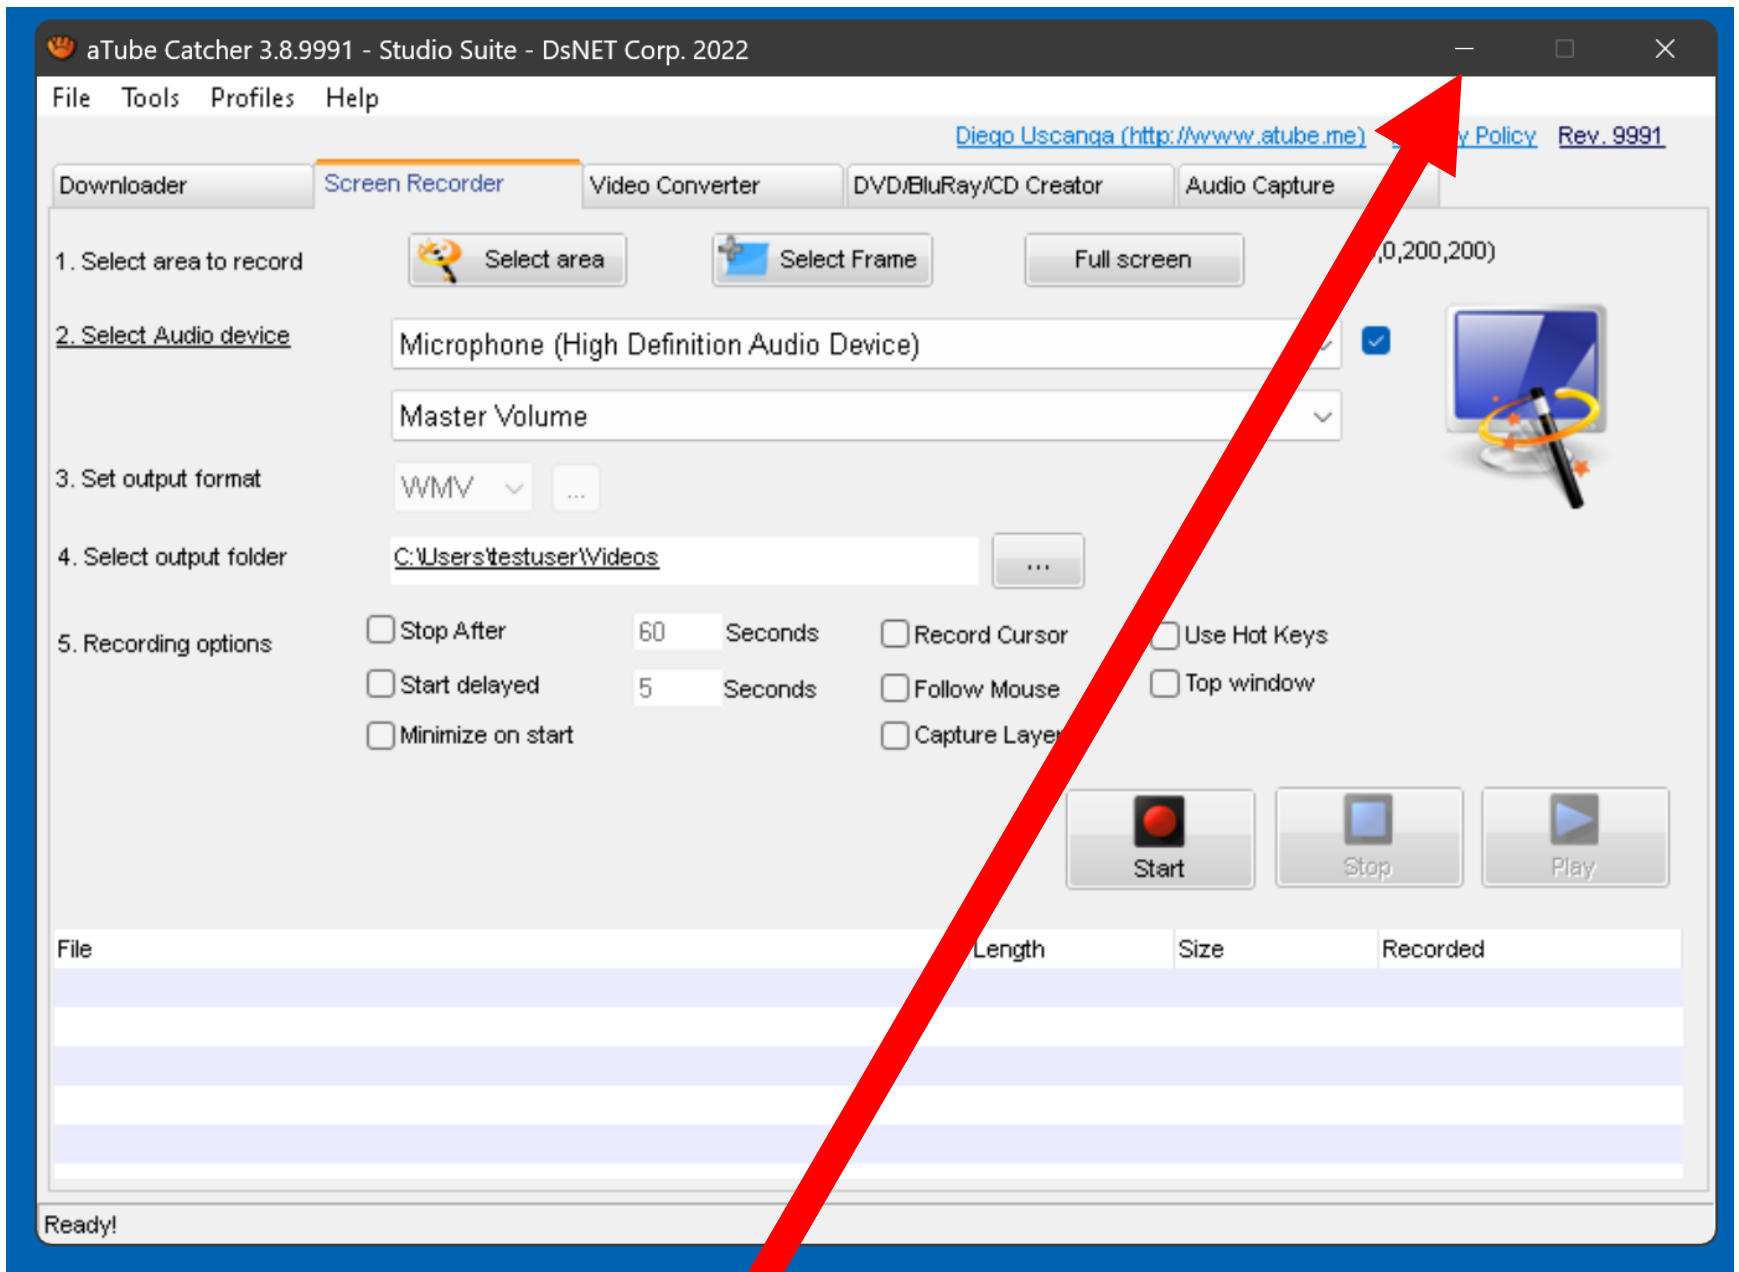 aTube Catcher 3.8.9991 - Studio Suite - DsNET Corp. 2022
File Tools Profiles Help
Diego Uscanga (http://www.atube.me) Policy Rev. 9991
Downloader Screen Recorder Video Converter DVD/BluRay/CD Creator Audio Capture
1. Select area to record Select area Select Frame Full screen ,0,200,200)
2. Select Audio device Microphone (High Definition Audio Device)
Master Volume
3. Set output format WMV ...
4. Select output folder C:\Users\testuser\Videos ...
5. Recording options
Stop After 60 Seconds Record Cursor Use Hot Keys
Start delayed 5 Seconds Follow Mouse Top window
Minimize on start Capture Layer
Start Stop Play
File Length Size Recorded
Ready!